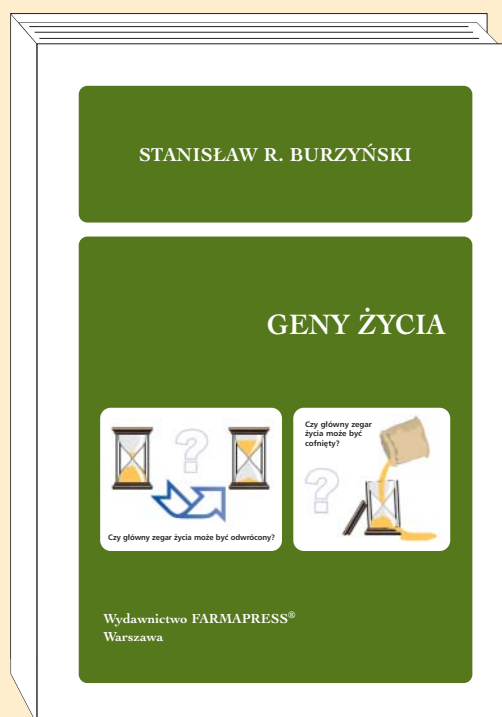 STANISŁAW R. BURZYŃSKI
GENY ŻYCIA
Czy główny zegar życia może być odwrócony?
Czy główny zegar
życia może być
cofnięty?
Wydawnictwo FARMAPRESS®
Warszawa